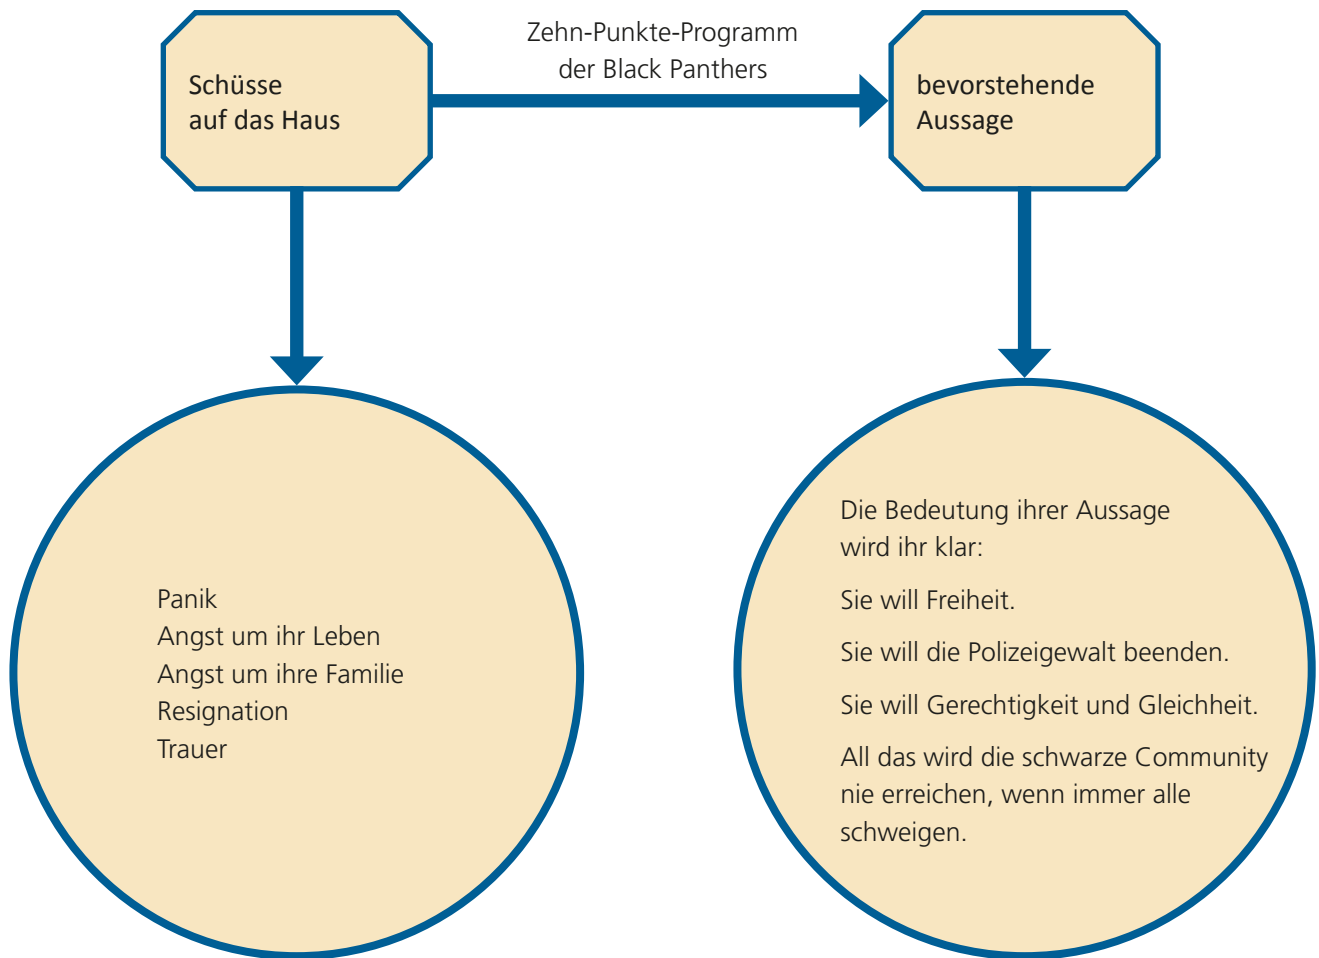 Schüsse
auf das Haus
Zehn-Punkte-Programm
der Black Panthers
bevorstehende
Aussage
Panik
Angst um ihr Leben
Angst um ihre Familie
Resignation
Trauer
Die Bedeutung ihrer Aussage
wird ihr klar:
Sie will Freiheit.
Sie will die Polizeigewalt beenden.
Sie will Gerechtigkeit und Gleichheit.
All das wird die schwarze Community
nie erreichen, wenn immer alle
schweigen.